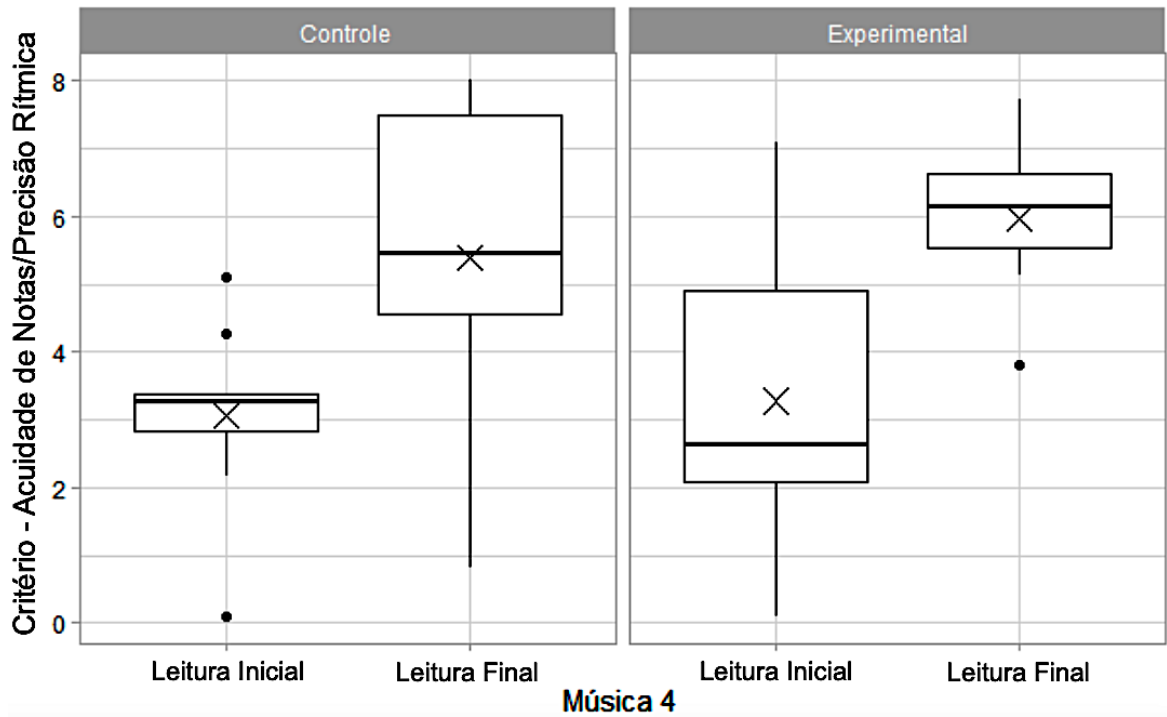 Controle
Experimental
Critério - Acuidade de Notas/Precisão Rítmica
8
6
4
2
0
Leitura Inicial
Leitura Final
Leitura Inicial
Leitura Final
Música 4